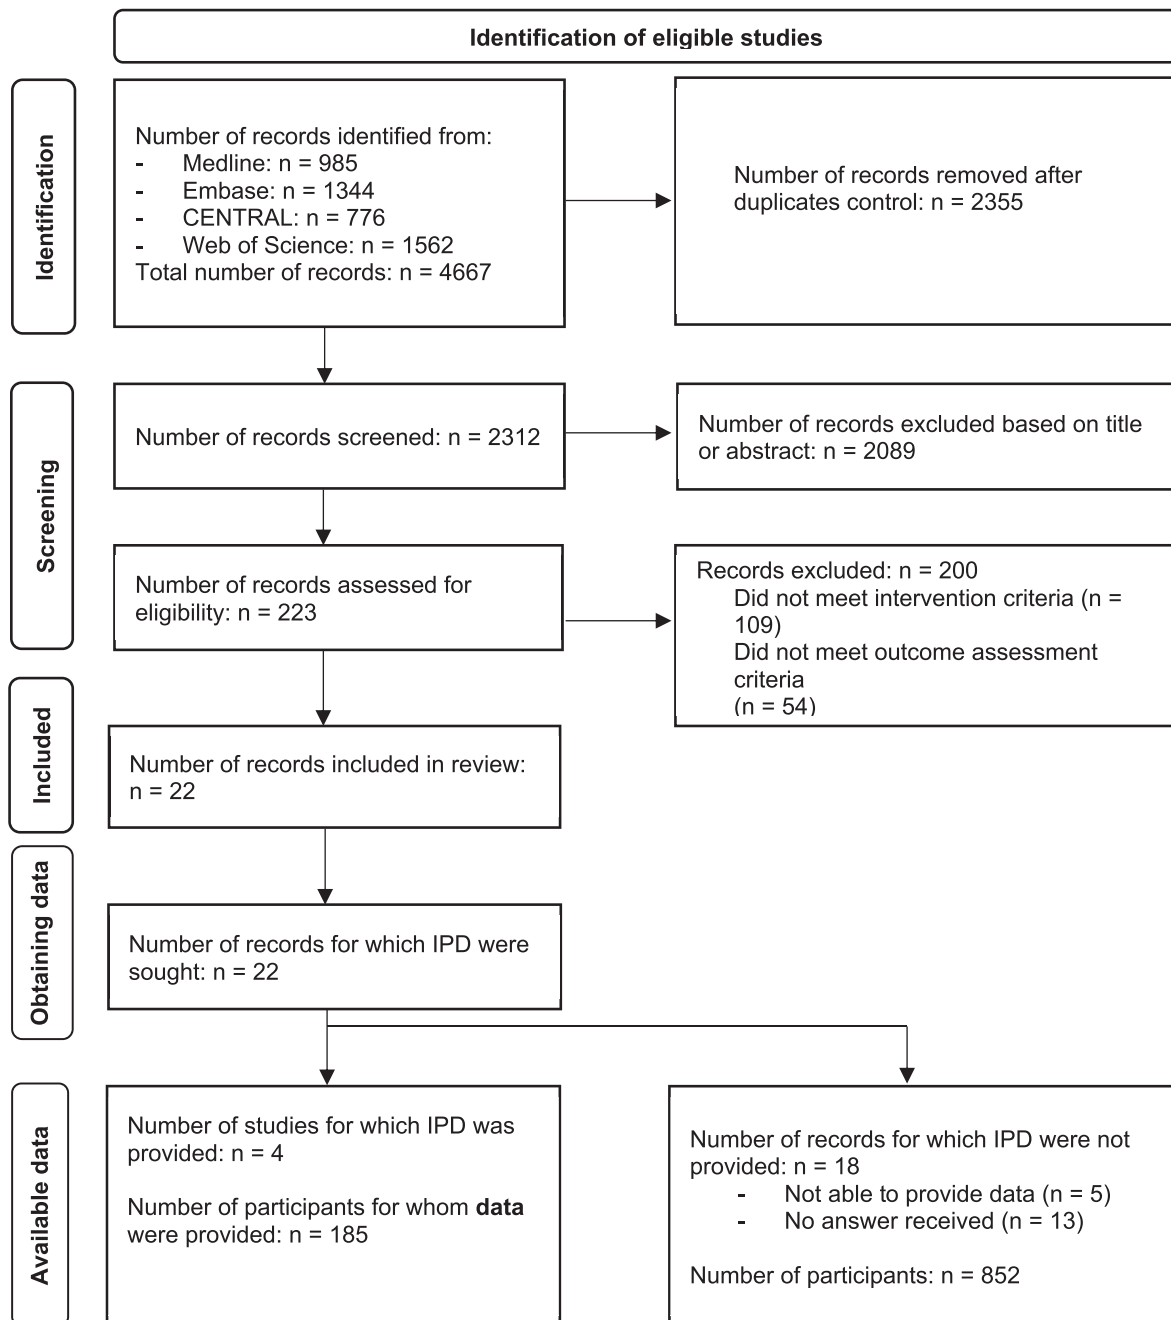 Identification of eligible studies
Identification
Number of records identified from:
- Medline: n = 985
- Embase: n = 1344
- CENTRAL: n = 776
- Web of Science: n = 1562
Total number of records: n = 4667
Number of records removed after
duplicates control: n = 2355
Screening
Number of records screened: n = 2312
Number of records excluded based on title
or abstract: n = 2089
Number of records assessed for
eligibility: n = 223
Records excluded: n = 200
Did not meet intervention criteria (n =
109)
Did not meet outcome assessment
criteria
(n = 54)
Included
Number of records included in review:
n = 22
Obtaining data
Number of records for which IPD were
sought: n = 22
Available data
Number of studies for which IPD was
provided: n = 4
Number of participants for whom data
were provided: n = 185
Number of records for which IPD were not
provided: n = 18
- Not able to provide data (n = 5)
- No answer received (n = 13)
Number of participants: n = 852